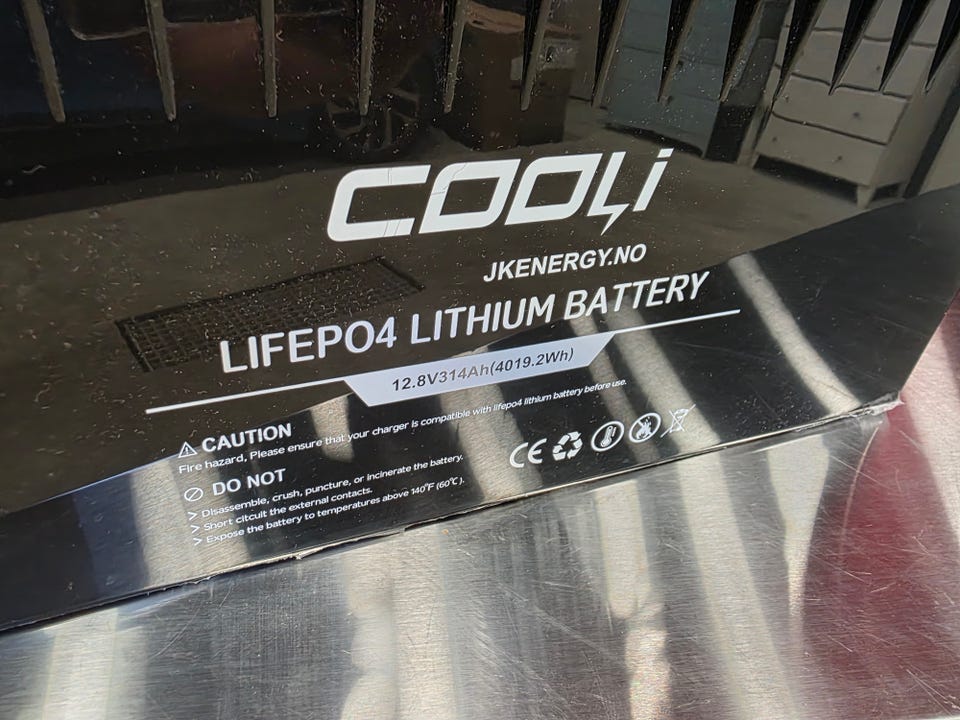 COOLi
JKENERGY.NO
LIFEPO4 LITHIUM BATTERY
12.8V314Ah(4019.2Wh)
CAUTION
Fire hazard, Please ensure that your charger is compatible with lifepo4 lithium battery before use.
DO NOT
> Disassemble, crush, puncture, or incinerate the battery.
> Short citcuit the external contacts.
> Expose the battery to temperatures above 140°F (60°C).
CE